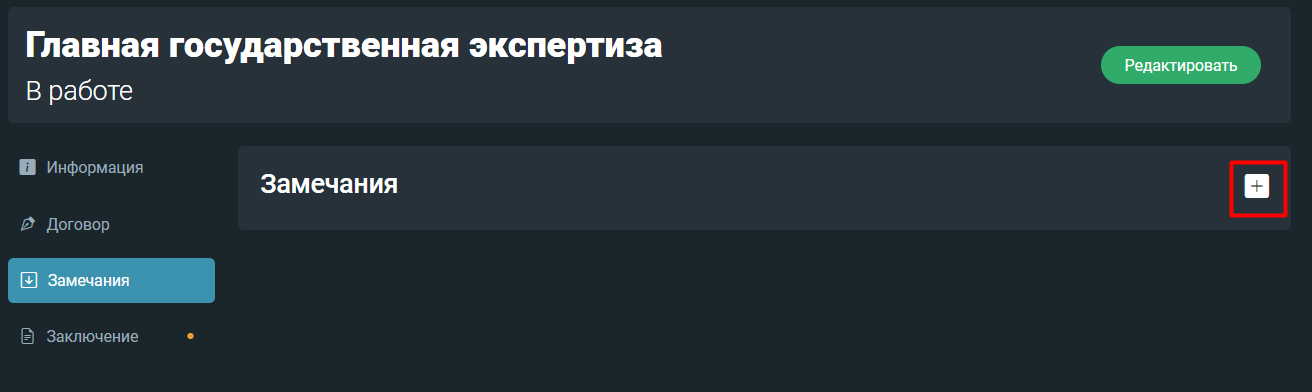 Главная государственная экспертиза
В работе
Редактировать
Информация
Договор
Замечания
Заключение
Замечания